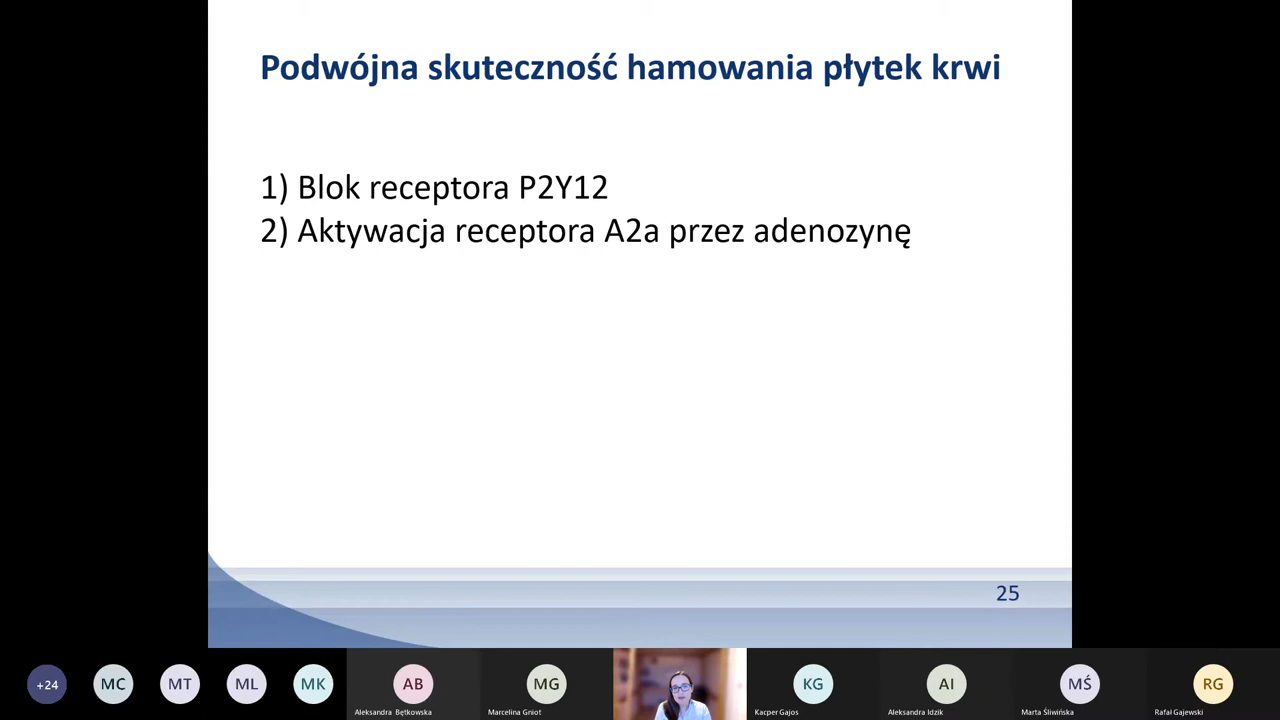 Podwójna skuteczność hamowania płytek krwi
1) Blok receptora P2Y12
2) Aktywacja receptora A2a przez adenozynę
25
+24
MC
MT
ML
MK
AB
Aleksandra Bętkowska
MG
Marcelina Gniot
KG
Kacper Gajos
AI
Aleksandra Idzik
MŚ
Marta Śliwińska
RG
Rafał Gajewski